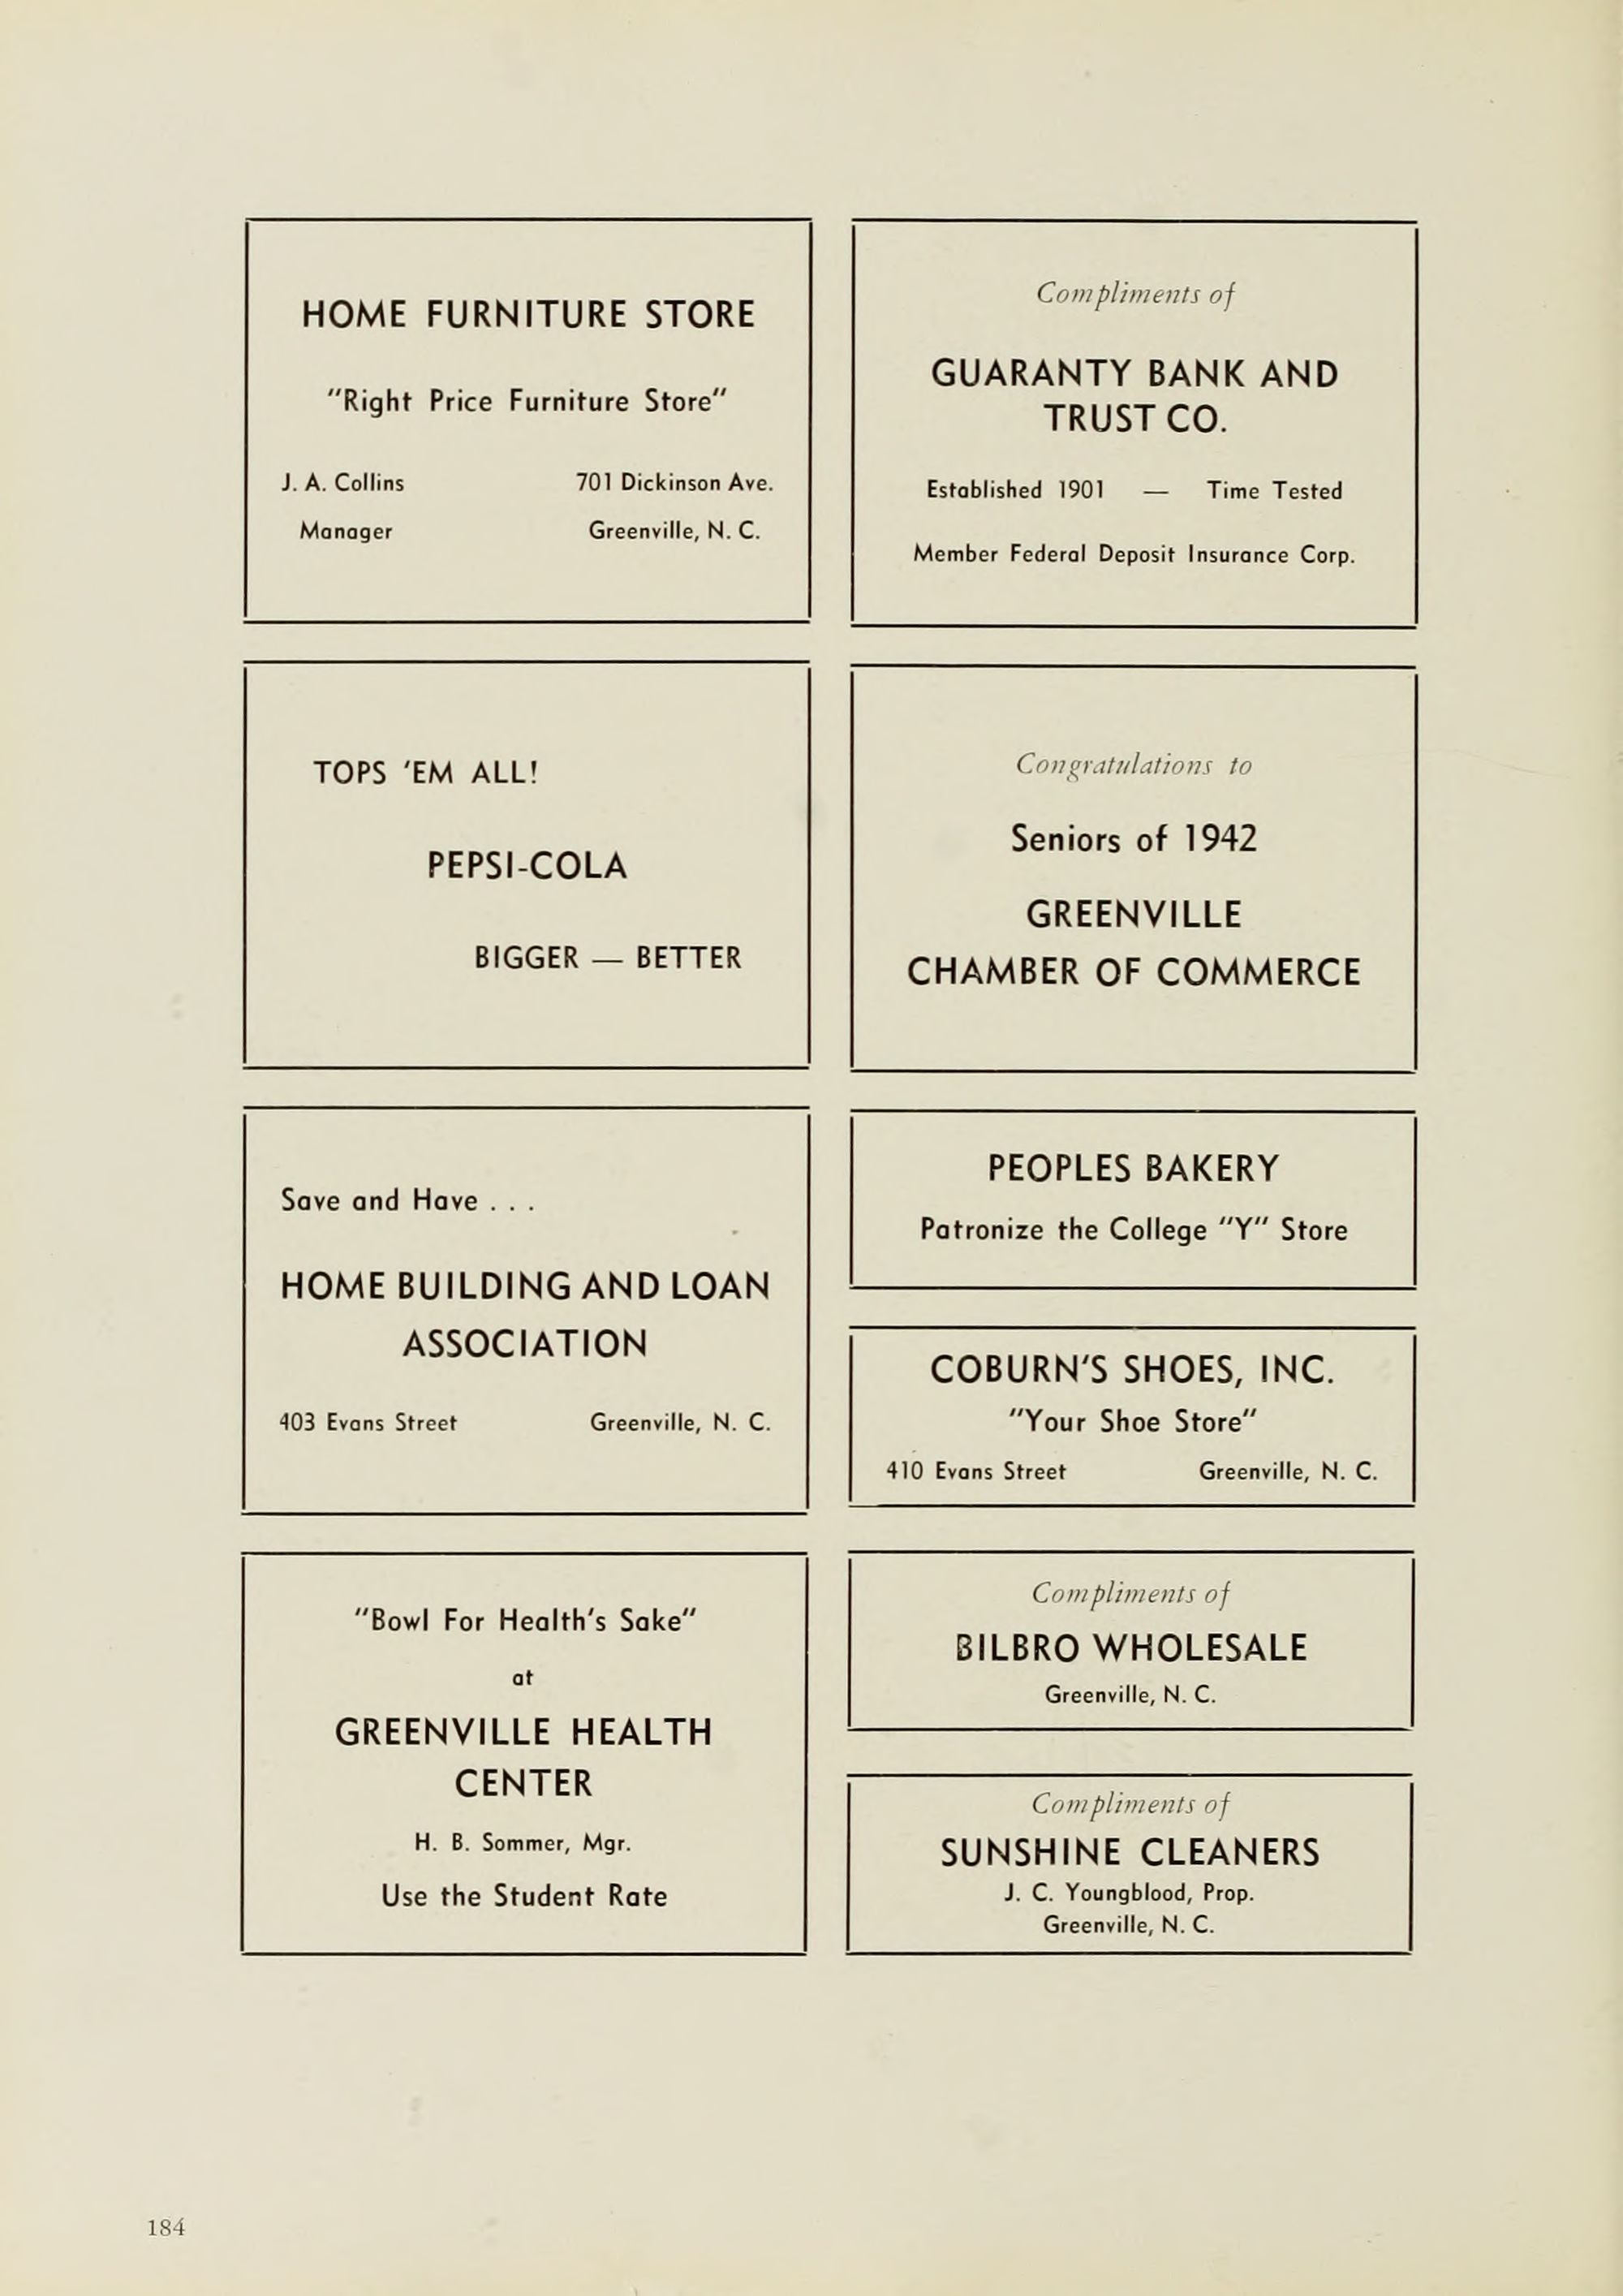 HOME FURNITURE STORE
"Right Price Furniture Store"
J. A. Collins 701 Dickinson Ave.
Manager Greenville, N. C.
Compliments of
GUARANTY BANK AND
TRUST CO.
Established 1901 — Time Tested
Member Federal Deposit Insurance Corp.
TOPS 'EM ALL!
PEPSI-COLA
BIGGER — BETTER
Congratulations to
Seniors of 1942
GREENVILLE
CHAMBER OF COMMERCE
Save and Have . . .
HOME BUILDING AND LOAN
ASSOCIATION
403 Evans Street Greenville, N. C.
PEOPLES BAKERY
Patronize the College "Y" Store
COBURN'S SHOES, INC.
"Your Shoe Store"
410 Evans Street Greenville, N. C.
"Bowl For Health's Sake"
at
GREENVILLE HEALTH
CENTER
H. B. Sommer, Mgr.
Use the Student Rate
Compliments of
BILBRO WHOLESALE
Greenville, N. C.
Compliments of
SUNSHINE CLEANERS
J. C. Youngblood, Prop.
Greenville, N. C.
184